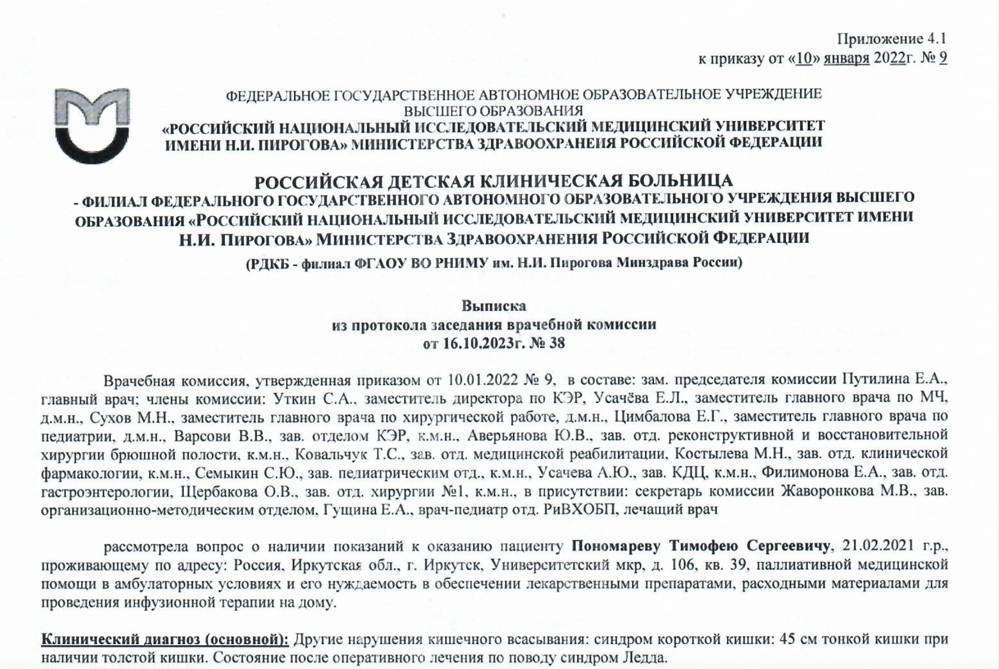 Приложение 4.1
к приказу от «10» января 2022г. № 9
ФЕДЕРАЛЬНОЕ ГОСУДАРСТВЕННОЕ АВТОНОМНОЕ ОБРАЗОВАТЕЛЬНОЕ УЧРЕЖДЕНИЕ
ВЫСШЕГО ОБРАЗОВАНИЯ
«РОССИЙСКИЙ НАЦИОНАЛЬНЫЙ ИССЛЕДОВАТЕЛЬСКИЙ МЕДИЦИНСКИЙ УНИВЕРСИТЕТ
ИМЕНИ Н.И. ПИРОГОВА» МИНИСТЕРСТВА ЗДРАВООХРАНЕИЯ РОССИЙСКОЙ ФЕДЕРАЦИИ
РОССИЙСКАЯ ДЕТСКАЯ КЛИНИЧЕСКАЯ БОЛЬНИЦА
- ФИЛИАЛ ФЕДЕРАЛЬНОГО ГОСУДАРСТВЕННОГО АВТОНОМНОГО ОБРАЗОВАТЕЛЬНОГО УЧРЕЖДЕНИЯ ВЫСШЕГО
ОБРАЗОВАНИЯ «РОССИЙСКИЙ НАЦИОНАЛЬНЫЙ ИССЛЕДОВАТЕЛЬСКИЙ МЕДИЦИНСКИЙ УНИВЕРСИТЕТ ИМЕНИ
Н.И. ПИРОГОВА» МИНИСТЕРСТВА ЗДРАВООХРАНЕНИЯ РОССИЙСКОЙ ФЕДЕРАЦИИ
(РДКБ - филиал ФГАОУ ВО РНИМУ им. Н.И. Пирогова Минздрава России)
Выписка
из протокола заседания врачебной комиссии
от 16.10.2023г. № 38
Врачебная комиссия, утвержденная приказом от 10.01.2022 № 9, в составе: зам. председателя комиссии Путилина Е.А.,
главный врач; члены комиссии: Уткин С.А., заместитель директора по КЭР, Усачёва Е.Л., заместитель главного врача по МЧ,
д.м.н., Сухов М.Н., заместитель главного врача по хирургической работе, д.м.н., Цимбалова Е.Г., заместитель главного врача по
педиатрии, д.м.н., Варсови В.В., зав. отделом КЭР, к.м.н., Аверьянова Ю.В., зав. отд. реконструктивной и восстановительной
хирургии брюшной полости, к.м.н., Ковальчук Т.С., зав. отд. медицинской реабилитации, Костылева М.Н., зав. отд. клинической
фармакологии, к.м.н., Семыкин С.Ю., зав. педиатрическим отд., к.м.н., Усачева А.Ю., зав. КДЦ, к.м.н., Филимонова Е.А., зав. отд.
гастроэнтерологии, Щербакова О.В., зав. отд. хирургии №1, к.м.н., в присутствии: секретарь комиссии Жаворонкова М.В., зав.
организационно-методическим отделом, Гущина Е.А., врач-педиатр отд. РиВХОБП, лечащий врач
рассмотрела вопрос о наличии показаний к оказанию пациенту Пономареву Тимофею Сергеевичу, 21.02.2021 г.р.,
проживающему по адресу: Россия, Иркутская обл., г. Иркутск, Университетский мкр, д. 106, кв. 39, паллиативной медицинской
помощи в амбулаторных условиях и его нуждаемость в обеспечении лекарственными препаратами, расходными материалами для
проведения инфузионной терапии на дому.
Клинический диагноз (основной): Другие нарушения кишечного всасывания: синдром короткой кишки: 45 см тонкой кишки при
наличии толстой кишки. Состояние после оперативного лечения по поводу синдром Ледда.